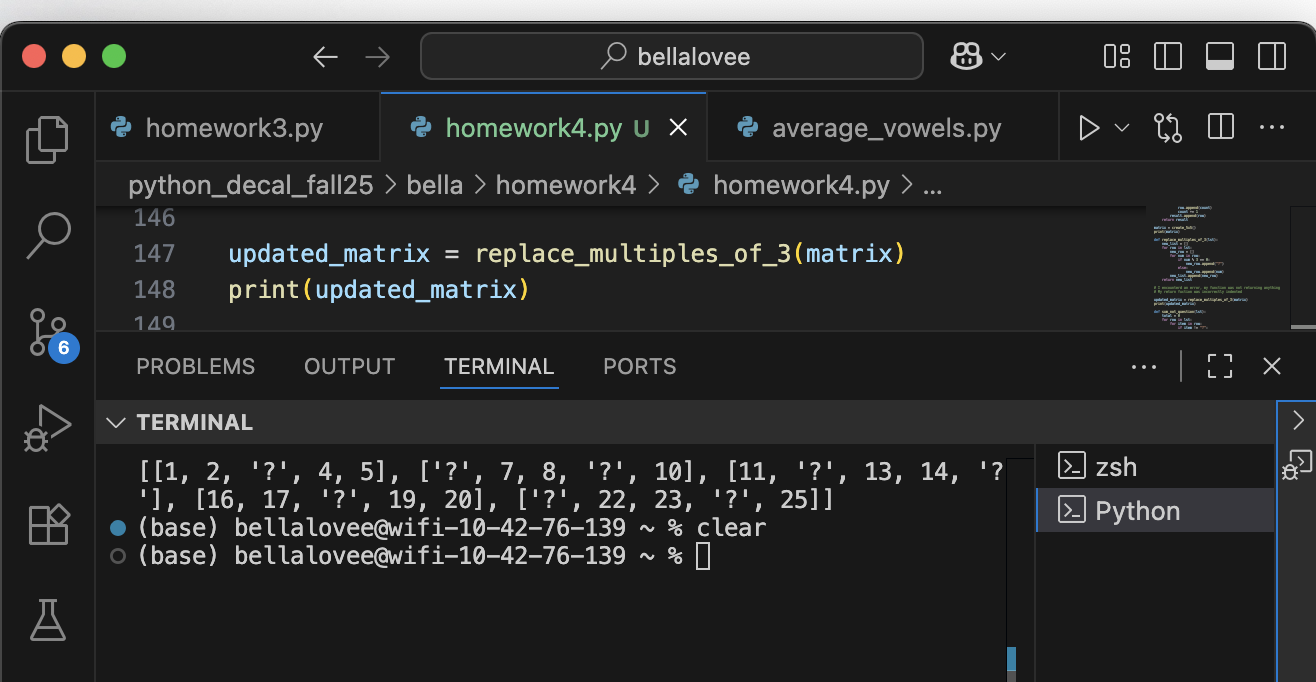 bellalovee
homework3.py
homework4.py U
average_vowels.py
python_decal_fall25 > bella > homework4 > homework4.py > ...
146
147 updated_matrix = replace_multiples_of_3(matrix)
148 print(updated_matrix)
149
6
PROBLEMS OUTPUT TERMINAL PORTS
TERMINAL
[[1, 2, '?', 4, 5], ['?', 7, 8, '?', 10], [11, '?', 13, 14, '?
'], [16, 17, '?', 19, 20], ['?', 22, 23, '?', 25]]
(base) bellalovee@wifi-10-42-76-139 ~ % clear
(base) bellalovee@wifi-10-42-76-139 ~ %
zsh
Python